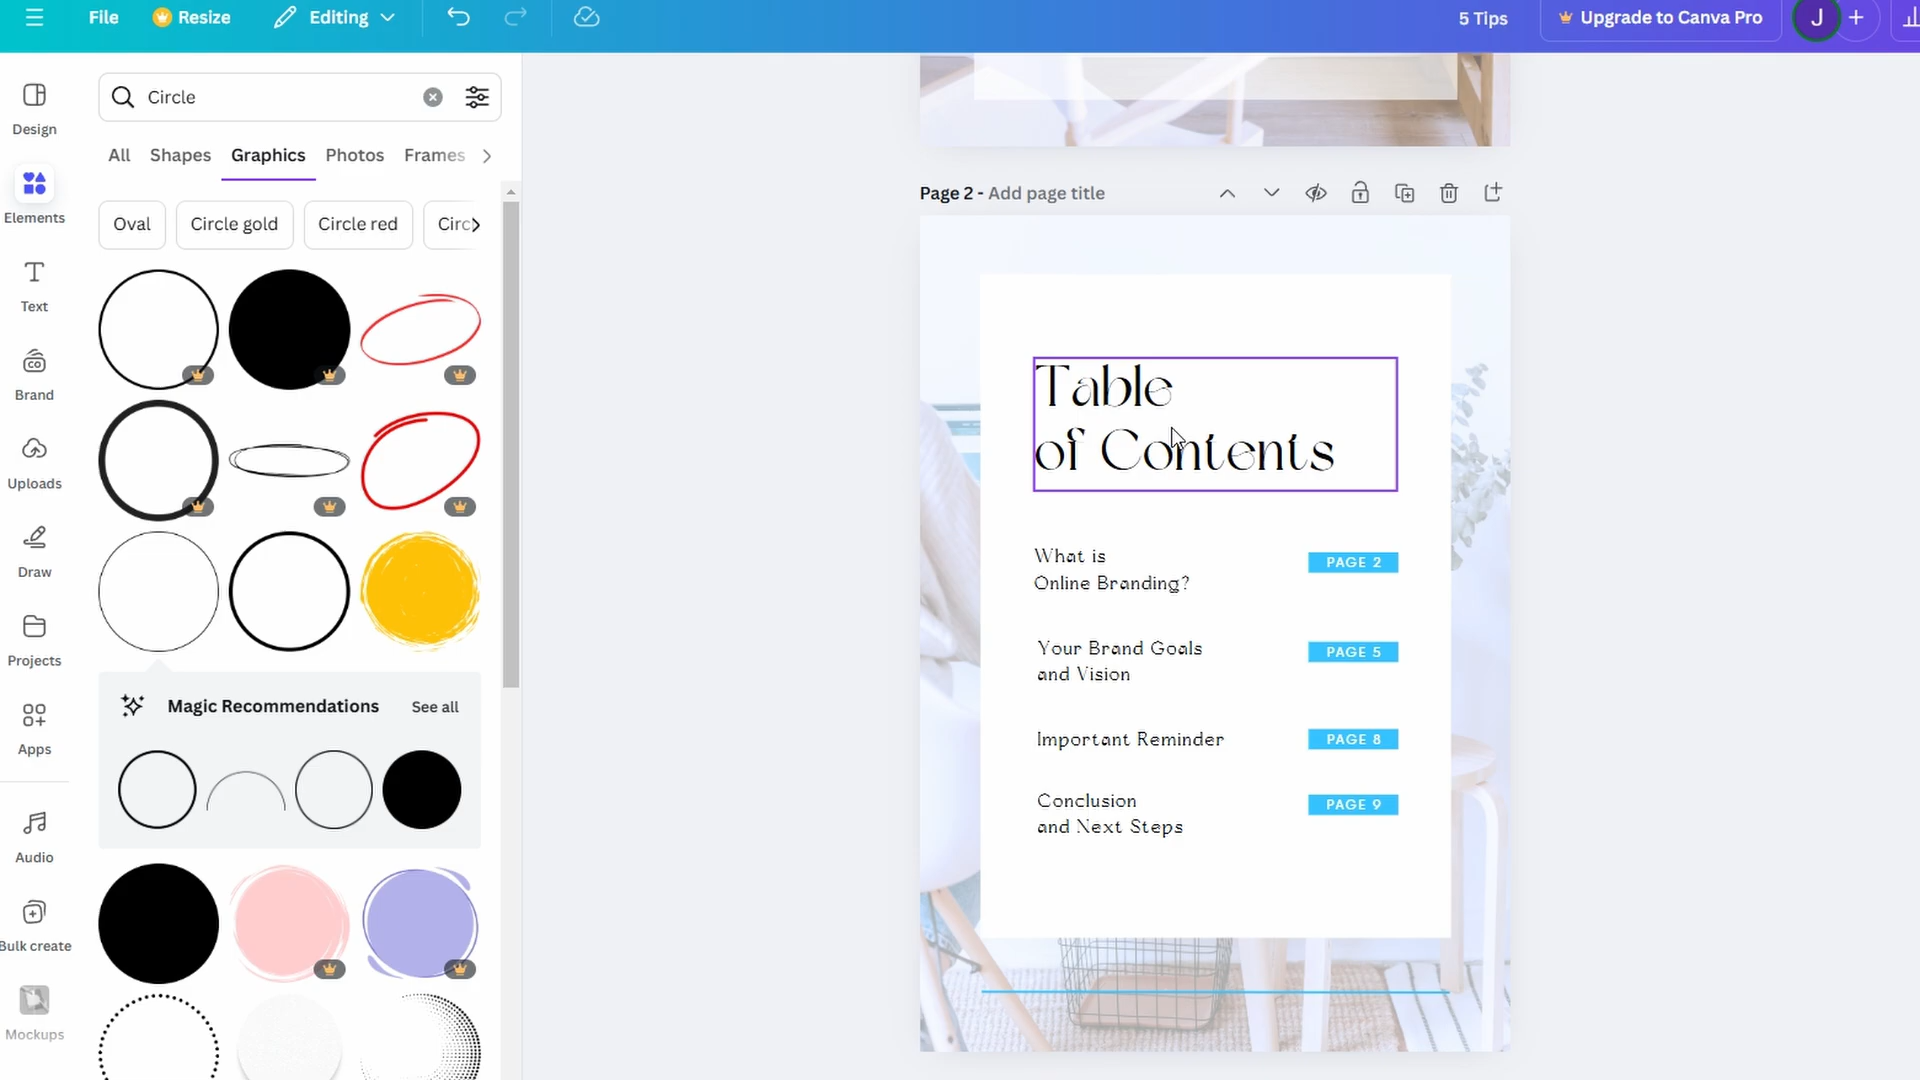 File
Resize
Editing
5 Tips
Upgrade to Canva Pro
J
Design
Elements
Text
Brand
Uploads
Draw
Projects
Apps
Audio
Bulk create
Mockups
Circle
All
Shapes
Graphics
Photos
Frames
Oval
Circle gold
Circle red
Circ
Magic Recommendations
See all
Page 2 - Add page title
Table
of Contents
What is
Online Branding?
PAGE 2
Your Brand Goals
and Vision
PAGE 5
Important Reminder
PAGE 8
Conclusion
and Next Steps
PAGE 9